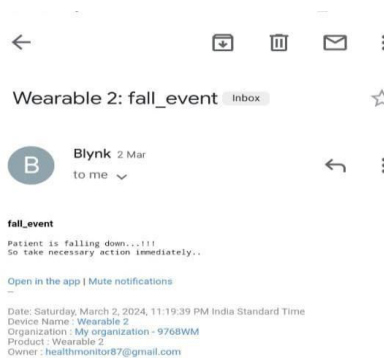 Wearable 2: fall_event Inbox
B
Blynk 2 Mar
to me
fall_event
Patient is falling down...!!!
So take necessary action immediately..
Open in the app | Mute notifications
—
Date: Saturday, March 2, 2024, 11:19:39 PM India Standard Time
Device Name : Wearable 2
Organization : My organization - 9768WM
Product : Wearable 2
Owner : healthmonitor87@gmail.com